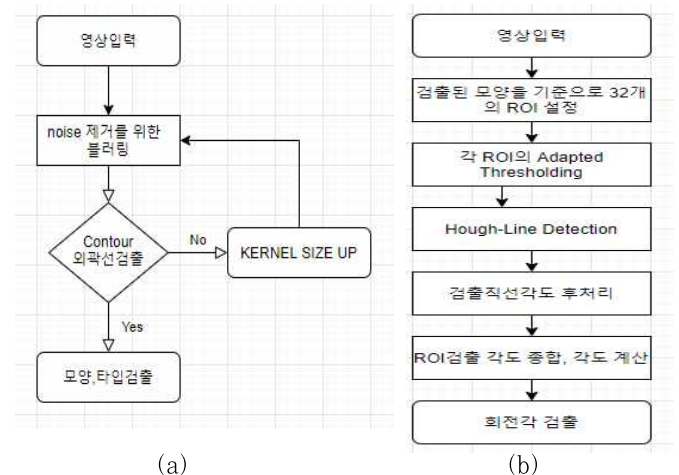 영상입력
noise 제거를 위한
블러링
Contour
외곽선검출
No
KERNEL SIZE UP
Yes
모양,타입검출
(a)
영상입력
검출된 모양을 기준으로 32개
의 ROI 설정
각 ROI의 Adapted
Thresholding
Hough-Line Detection
검출직선각도 후처리
ROI검출 각도 종합, 각도 계산
회전각 검출
(b)